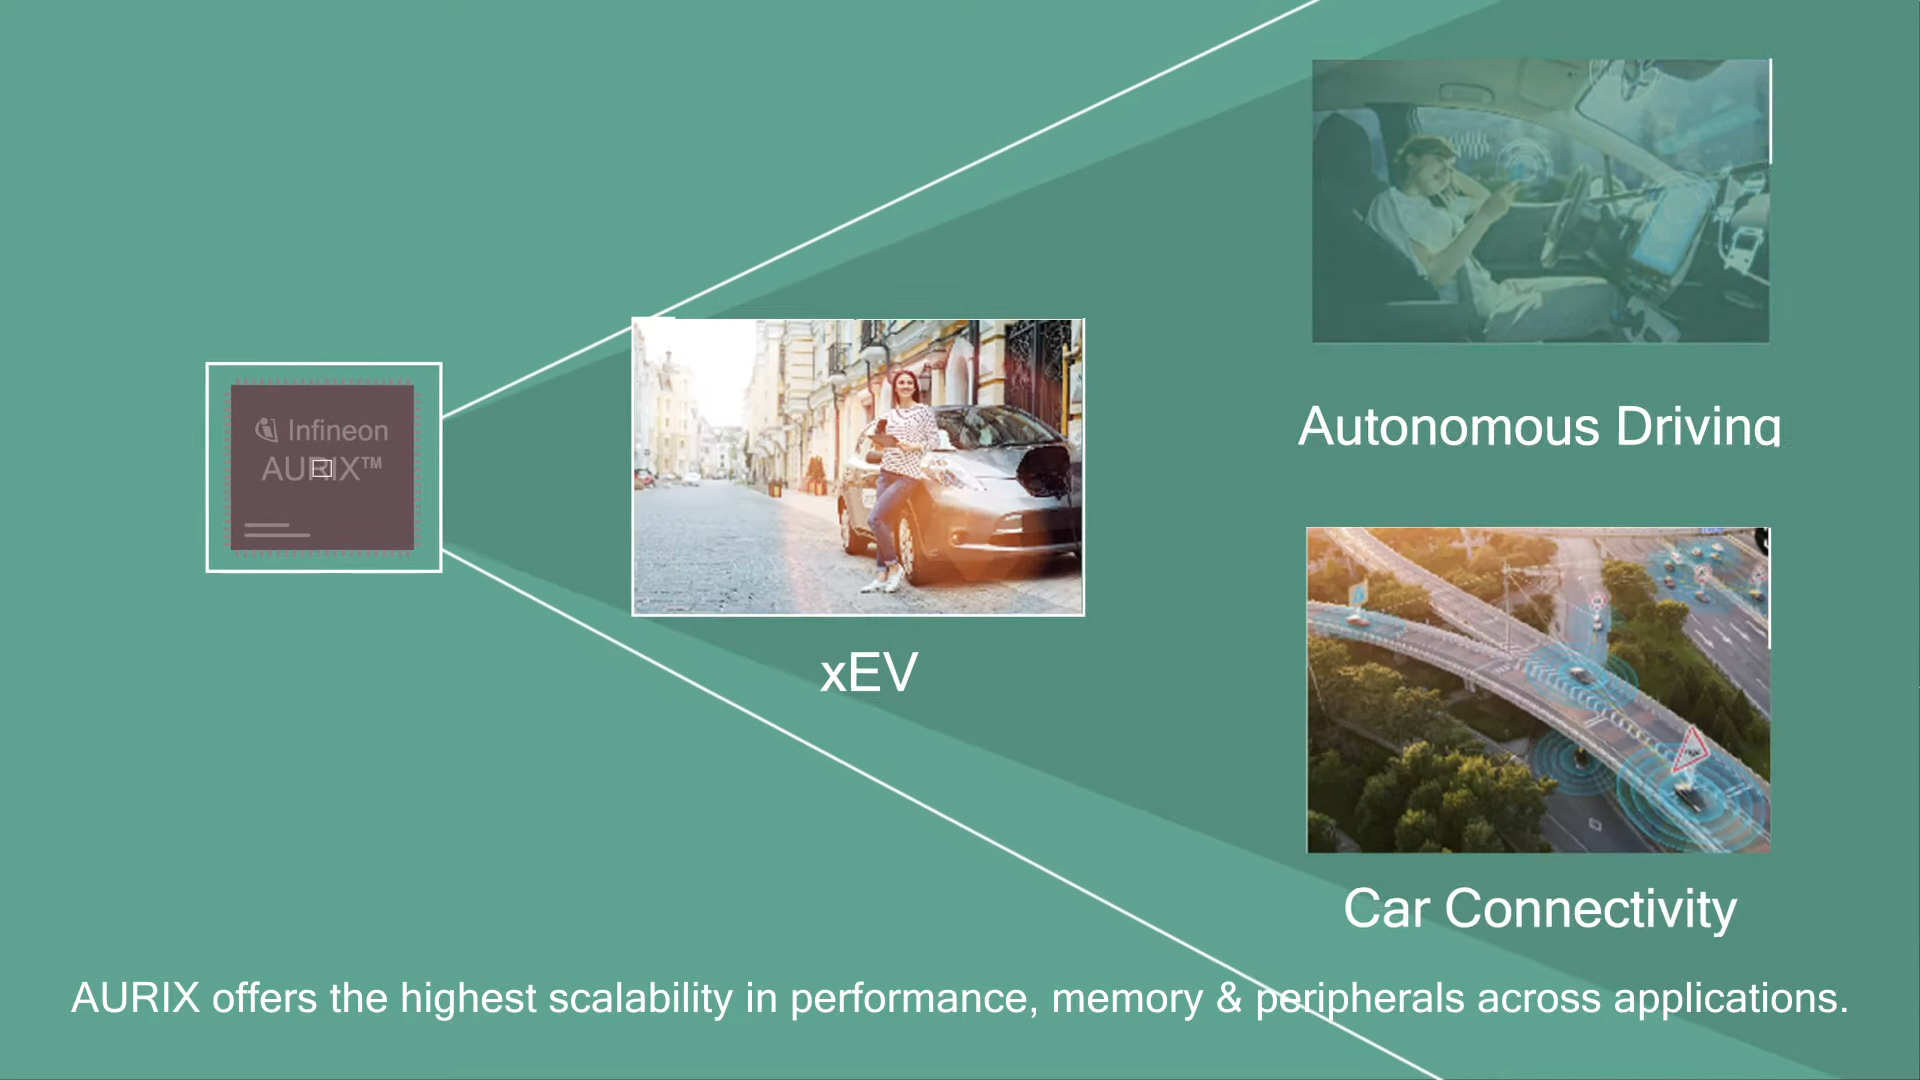 Infineon
AURIX™
xEV
Autonomous Driving
Car Connectivity
AURIX offers the highest scalability in performance, memory & peripherals across applications.